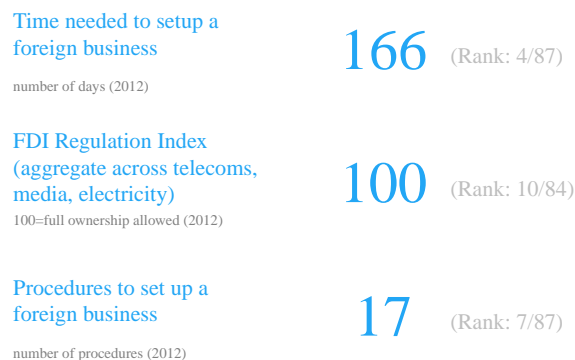 Time needed to setup a
foreign business
166 (Rank: 4/87)
number of days (2012)
FDI Regulation Index
(aggregate across telecoms,
media, electricity)
100 (Rank: 10/84)
100=full ownership allowed (2012)
Procedures to set up a
foreign business
17 (Rank: 7/87)
number of procedures (2012)